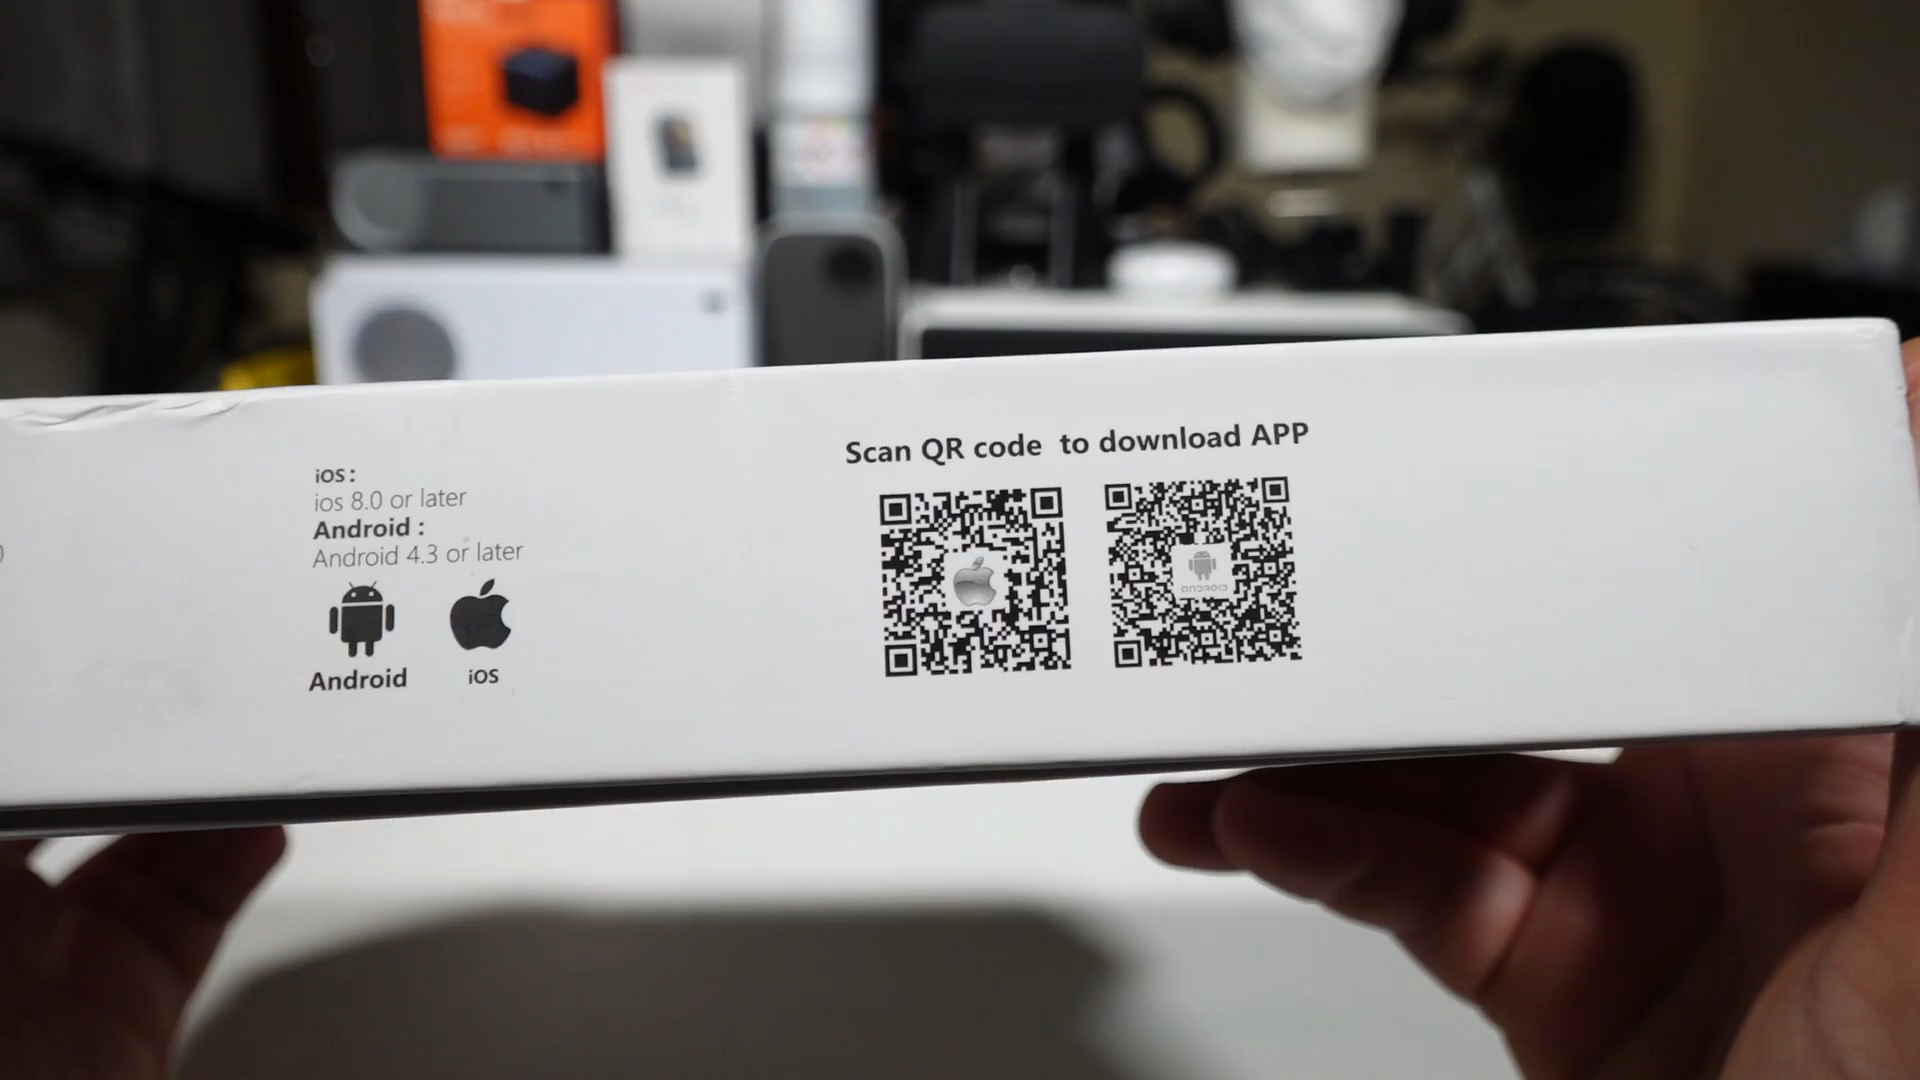 iOS :
ios 8.0 or later
Android :
Android 4.3 or later
Android
iOS
Scan QR code to download APP
android